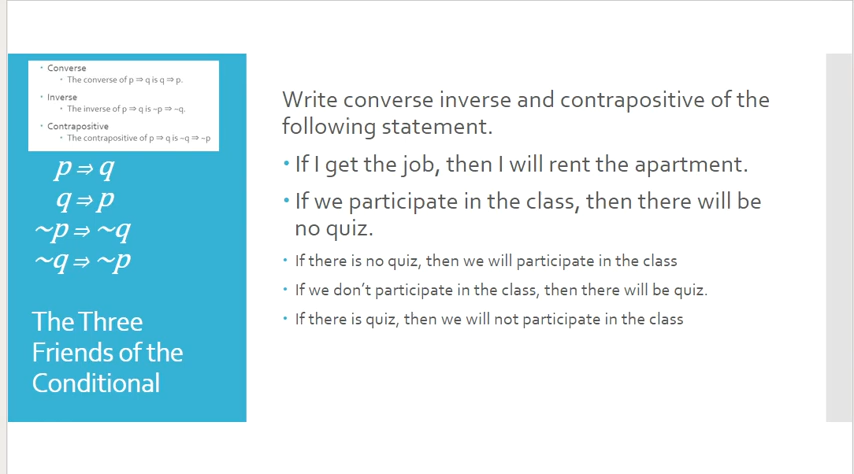 • Converse
• The converse of p ⇒ q is q ⇒ p.
• Inverse
• The inverse of p ⇒ q is ~p ⇒ ~q.
• Contrapositive
• The contrapositive of p ⇒ q is ~q ⇒ ~p
p ⇒ q
q ⇒ p
~p ⇒ ~q
~q ⇒ ~p
The Three
Friends of the
Conditional
Write converse inverse and contrapositive of the
following statement.
• If I get the job, then I will rent the apartment.
• If we participate in the class, then there will be
no quiz.
• If there is no quiz, then we will participate in the class
• If we don’t participate in the class, then there will be quiz.
• If there is quiz, then we will not participate in the class